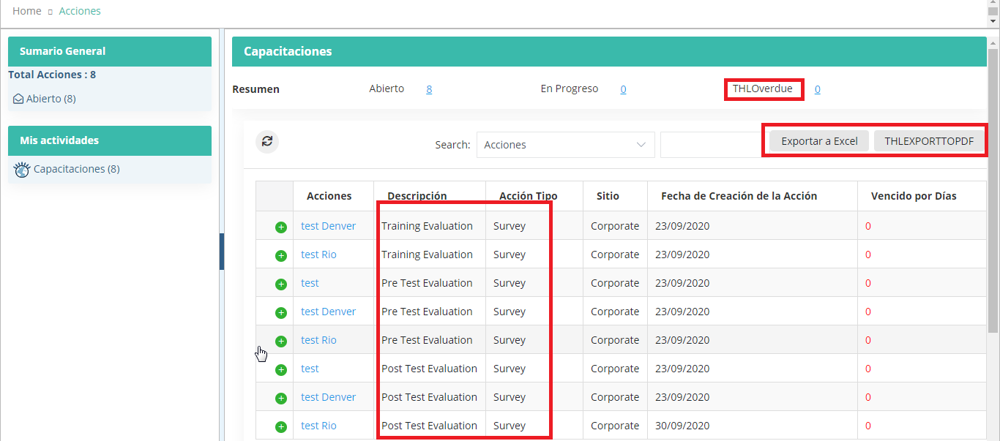 Home Acciones
Sumario General
Total Acciones : 8
Abierto (8)
Mis actividades
Capacitaciones (8)
Capacitaciones
Resumen Abierto 8 En Progreso 0 THLOverdue 0
Search: Acciones Exportar a Excel THLEXPORTTOPDF
Acciones Descripción Acción Tipo Sitio Fecha de Creación de la Acción Vencido por Días
test Denver Training Evaluation Survey Corporate 23/09/2020 0
test Rio Training Evaluation Survey Corporate 23/09/2020 0
test Pre Test Evaluation Survey Corporate 23/09/2020 0
test Denver Pre Test Evaluation Survey Corporate 23/09/2020 0
test Rio Pre Test Evaluation Survey Corporate 23/09/2020 0
test Post Test Evaluation Survey Corporate 23/09/2020 0
test Denver Post Test Evaluation Survey Corporate 23/09/2020 0
test Rio Post Test Evaluation Survey Corporate 30/09/2020 0